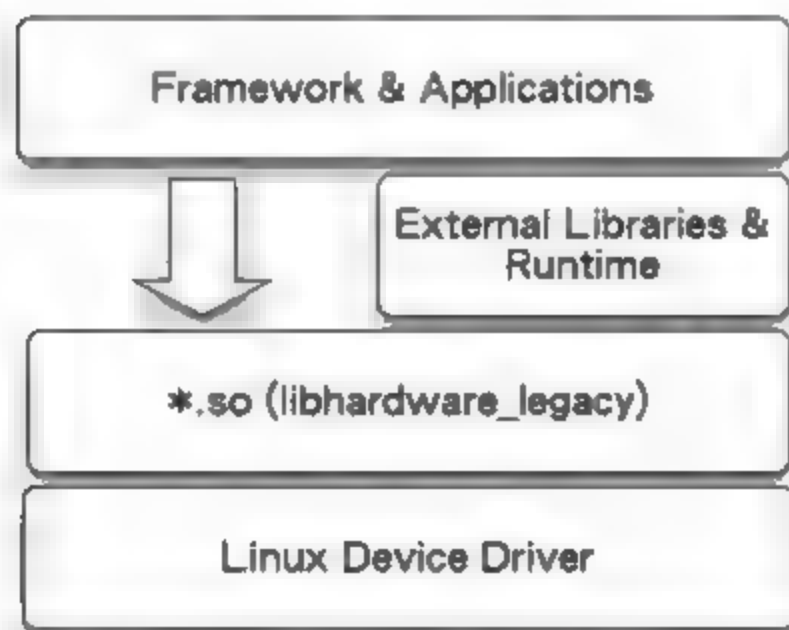 Framework & Applications
External Libraries &
Runtime
*.so (libhardware_legacy)
Linux Device Driver